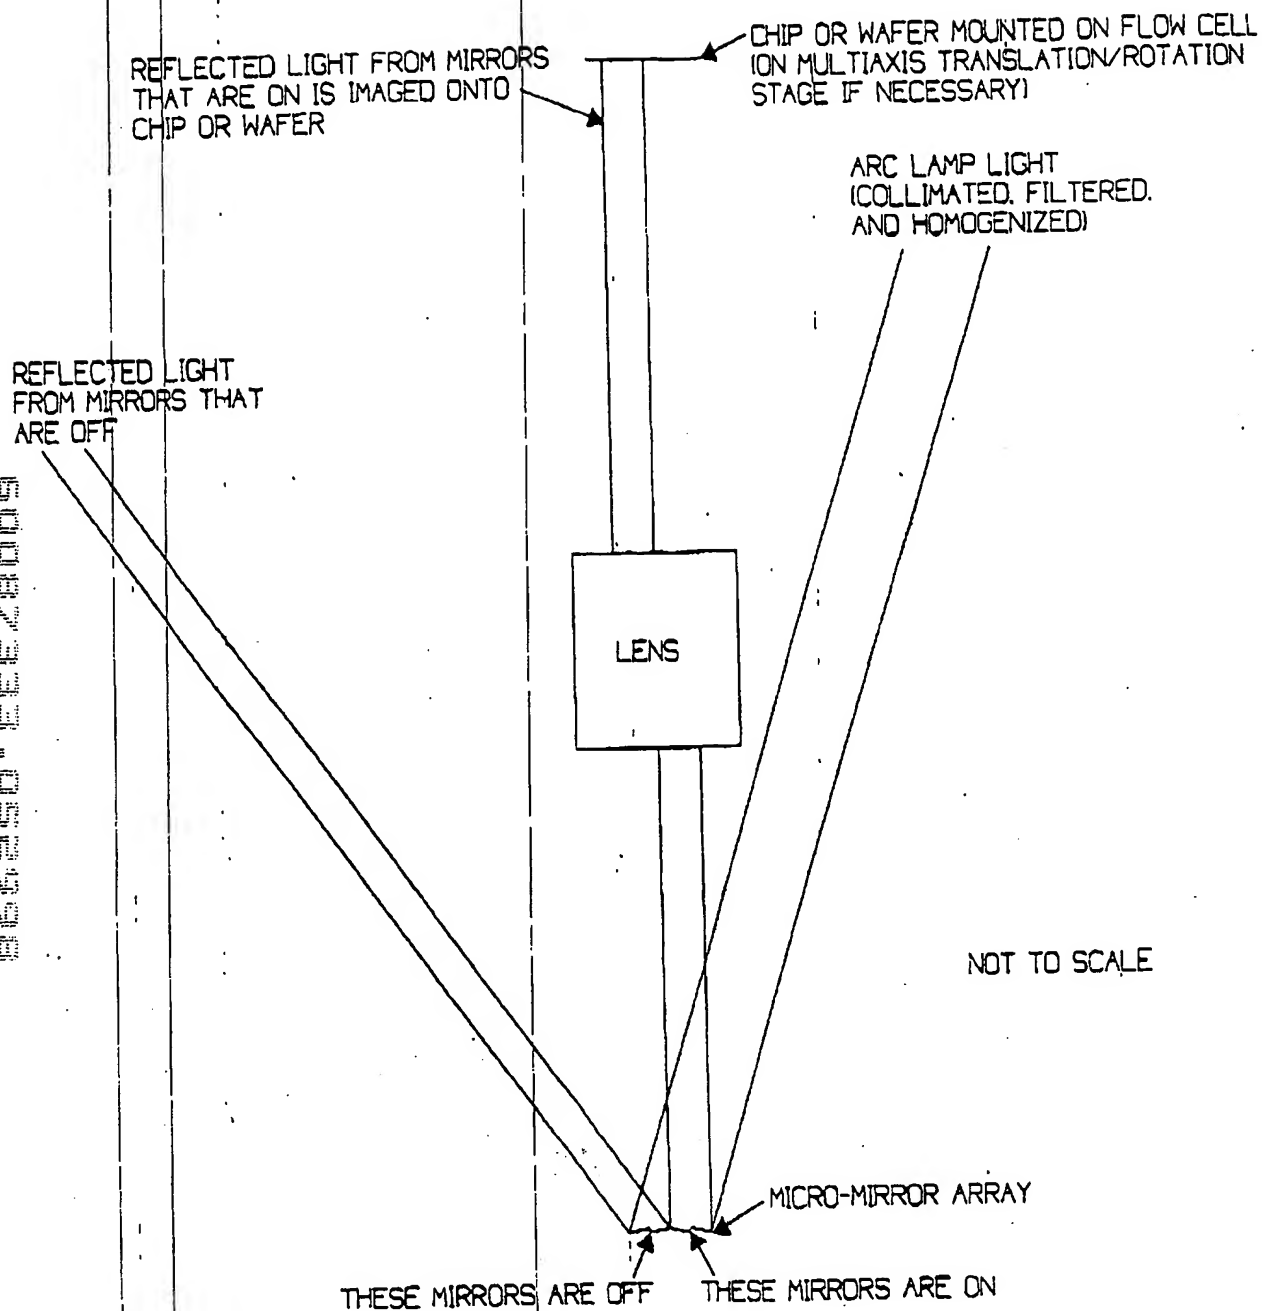 CHIP OR WAFER MOUNTED ON FLOW CELL
(ON MULTIAXIS TRANSLATION/ROTATION
STAGE IF NECESSARY)
REFLECTED LIGHT FROM MIRRORS
THAT ARE ON IS IMAGED ONTO
CHIP OR WAFER
ARC LAMP LIGHT
(COLLIMATED, FILTERED,
AND HOMOGENIZED)
REFLECTED LIGHT
FROM MIRRORS THAT
ARE OFF
LENS
NOT TO SCALE
MICRO-MIRROR ARRAY
THESE MIRRORS ARE OFF
THESE MIRRORS ARE ON